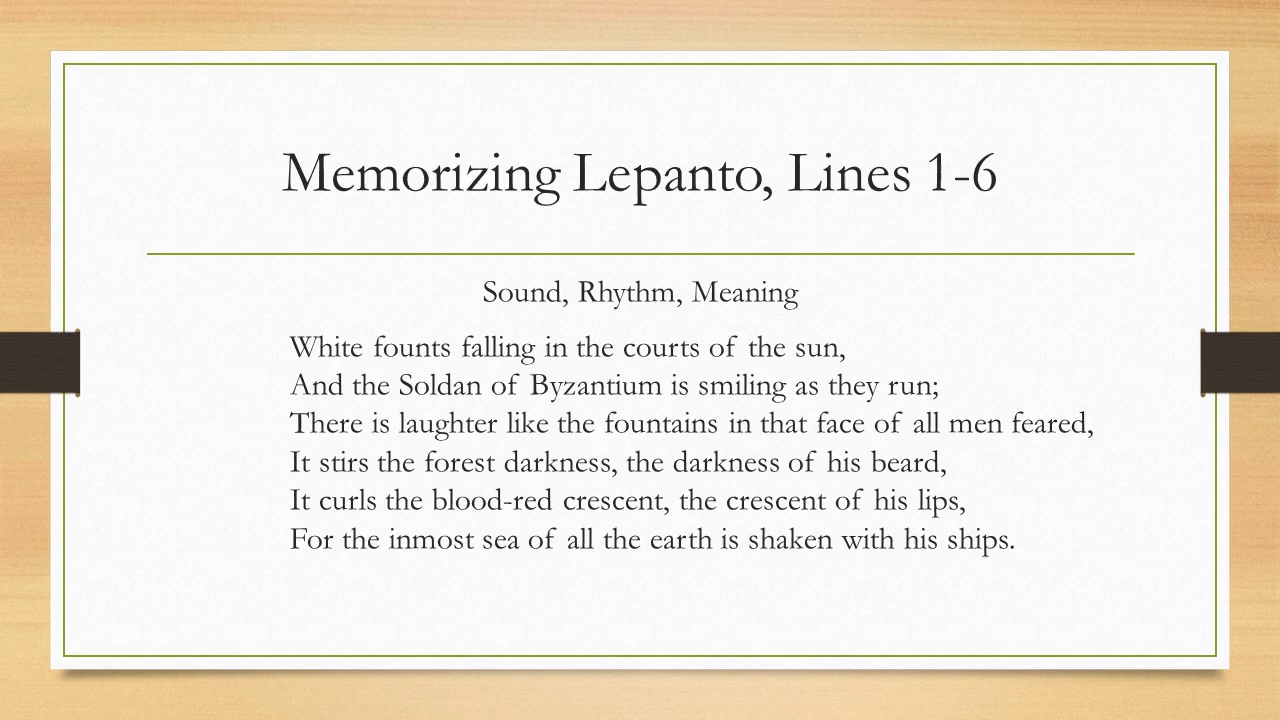 Memorizing Lepanto, Lines 1-6
Sound, Rhythm, Meaning
White founts falling in the courts of the sun,
And the Soldan of Byzantium is smiling as they run;
There is laughter like the fountains in that face of all men feared,
It stirs the forest darkness, the darkness of his beard,
It curls the blood-red crescent, the crescent of his lips,
For the inmost sea of all the earth is shaken with his ships.